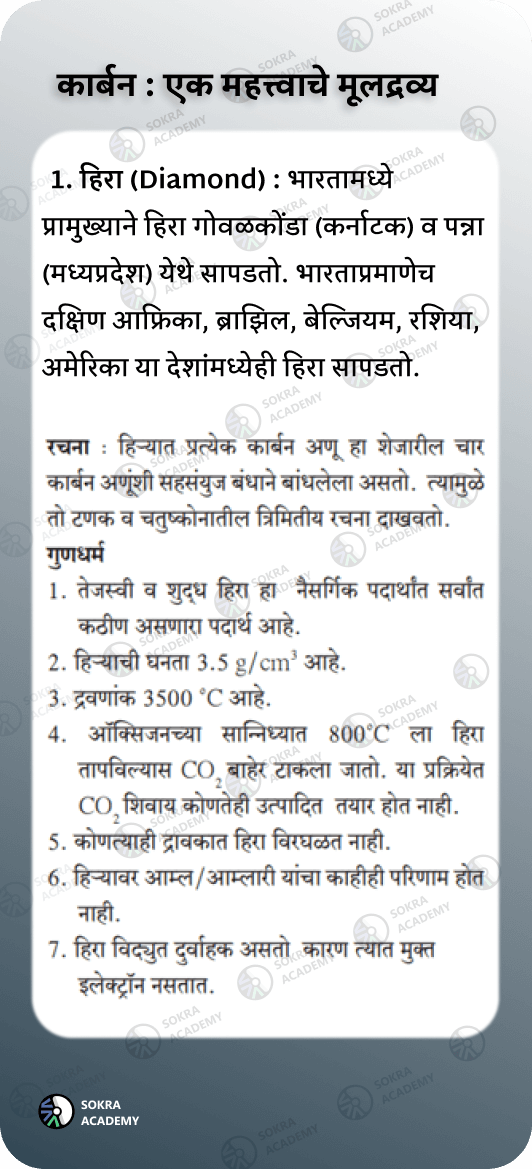 कार्बन : एक महत्त्वाचे मूलद्रव्य
1. हिरा (Diamond) : भारतामध्ये
प्रामुख्याने हिरा गोवळकोंडा (कर्नाटक) व पन्ना
(मध्यप्रदेश) येथे सापडतो. भारताप्रमाणेच
दक्षिण आफ्रिका, ब्राझिल, बेल्जियम, रशिया,
अमेरिका या देशांमध्येही हिरा सापडतो.
रचना : हिऱ्यात प्रत्येक कार्बन अणू हा शेजारील चार
कार्बन अणूंशी सहसंयुज बंधाने बांधलेला असतो. त्यामुळे
तो टणक व चतुष्कोनातील त्रिमितीय रचना दाखवतो.
गुणधर्म
1. तेजस्वी व शुद्ध हिरा हा नैसर्गिक पदार्थांत सर्वांत
कठीण असणारा पदार्थ आहे.
2. हिऱ्याची घनता 3.5 g/cm³ आहे.
3. द्रवणांक 3500 °C आहे.
4. ऑक्सिजनच्या सान्निध्यात 800°C ला हिरा
तापविल्यास CO₂ बाहेर टाकला जातो. या प्रक्रियेत
CO₂ शिवाय कोणतेही उत्पादित तयार होत नाही.
5. कोणत्याही द्रावकात हिरा विरघळत नाही.
6. हिऱ्यावर आम्ल/आम्लारी यांचा काहीही परिणाम होत
नाही.
7. हिरा विद्युत दुर्वाहक असतो कारण त्यात मुक्त
इलेक्ट्रॉन नसतात.
SOKRA
ACADEMY